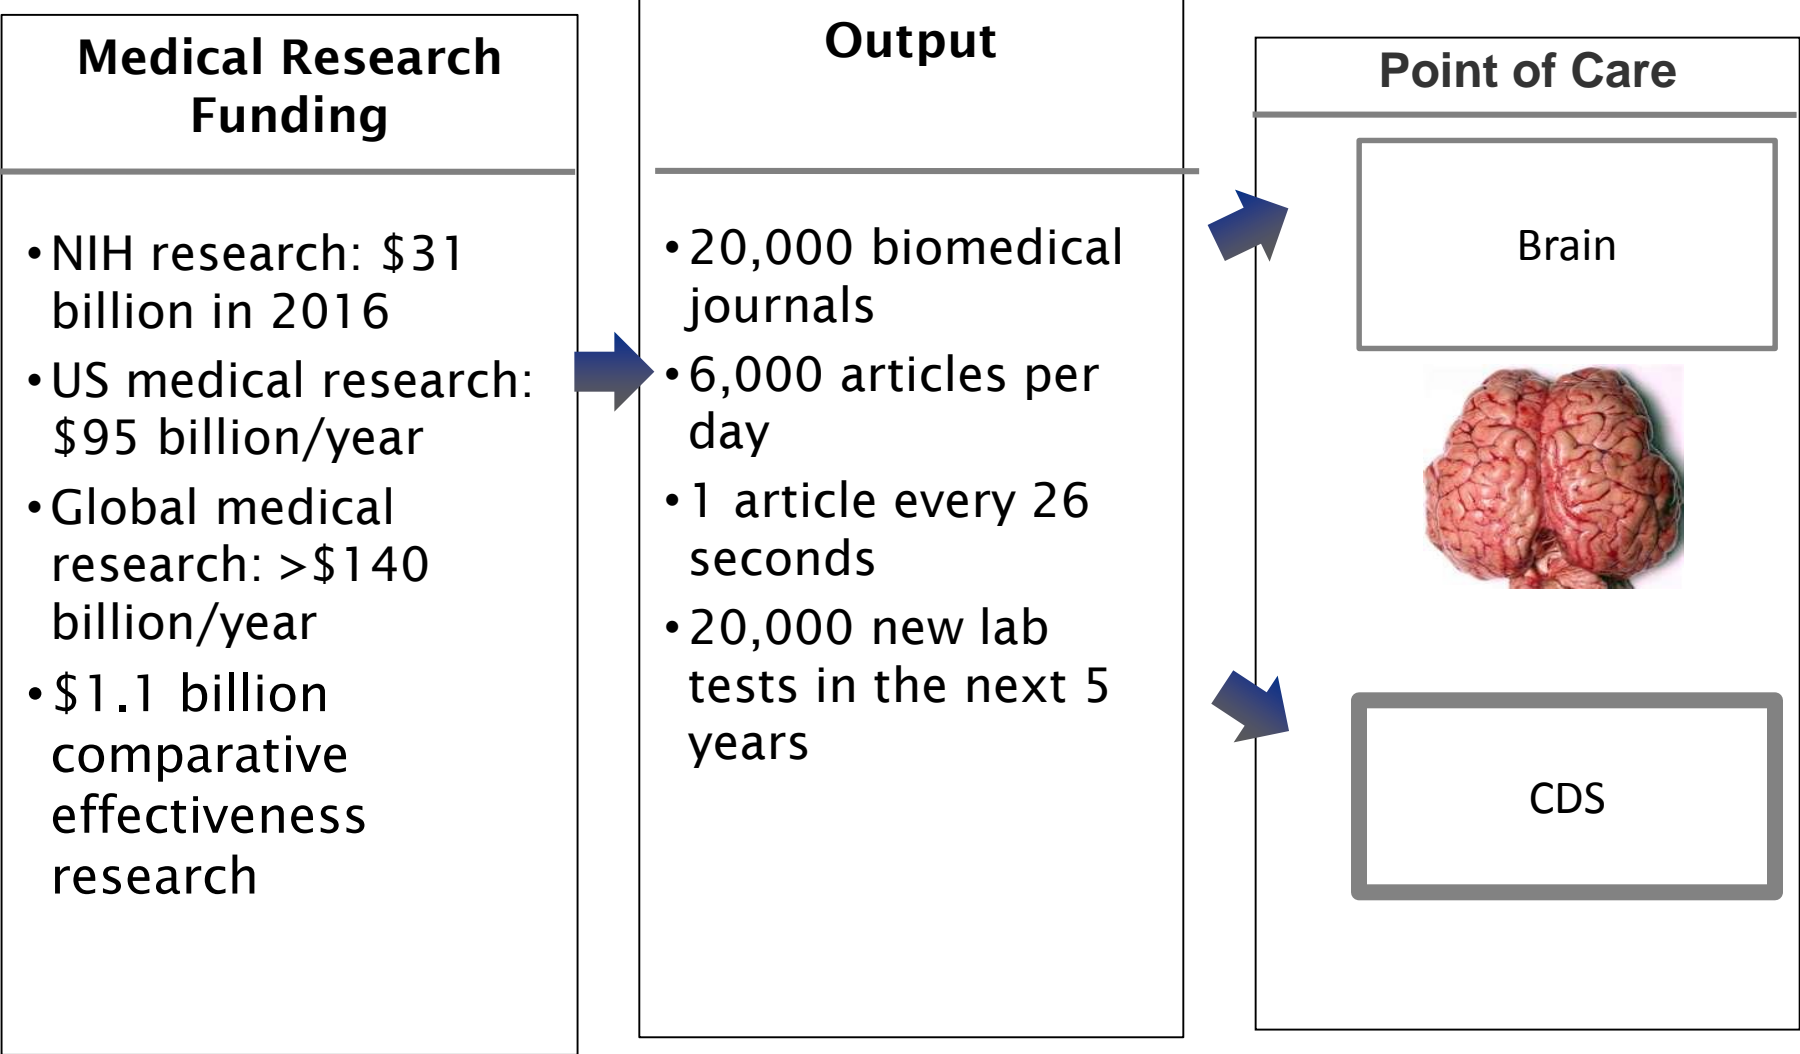 Medical Research
Funding
•NIH research: $31
billion in 2016
•US medical research:
$95 billion/year
•Global medical
research: >$140
billion/year
•$1.1 billion
comparative
effectiveness
research
Output
•20,000 biomedical
journals
•6,000 articles per
day
•1 article every 26
seconds
•20,000 new lab
tests in the next 5
years
Point of Care
Brain
CDS